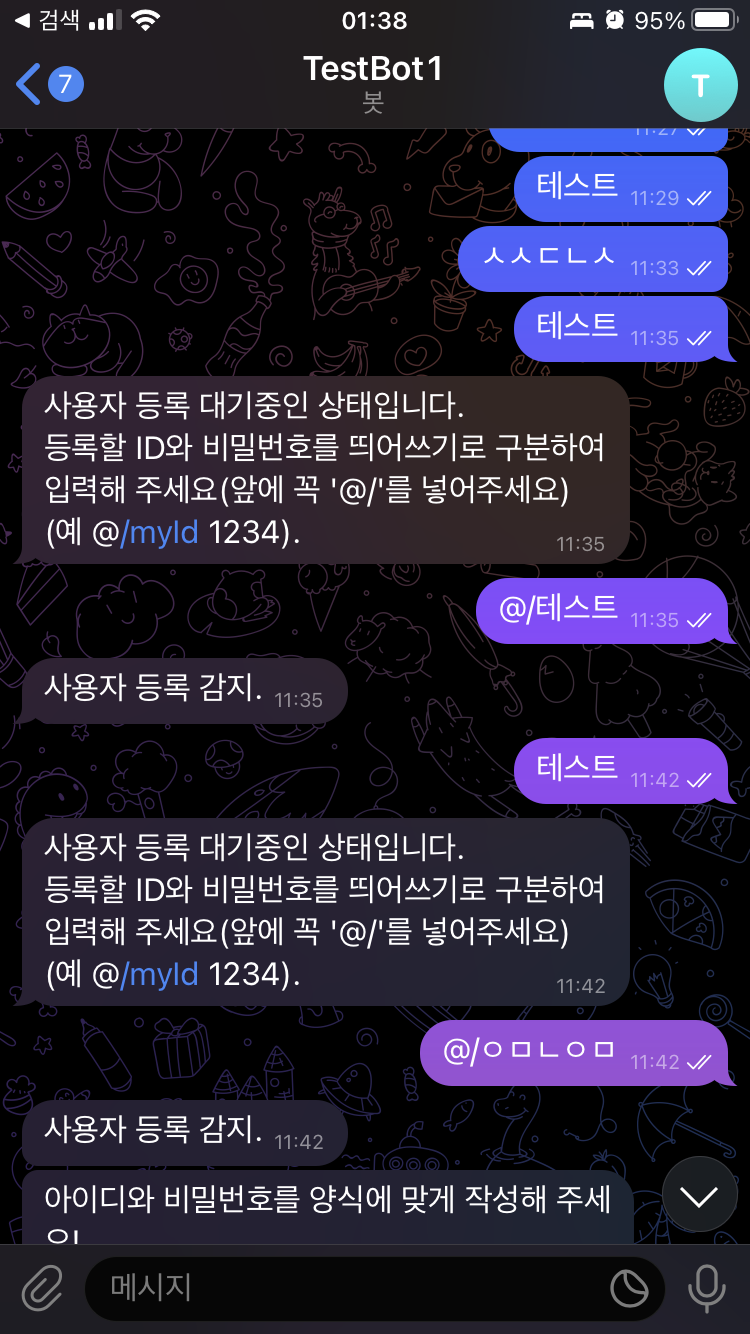 ◀ 검색 01:38 95%
7 TestBot1 T
봇
11:27
테스트 11:29
ㅅㅅㄷㄴㅅ 11:33
테스트 11:35
사용자 등록 대기중인 상태입니다.
등록할 ID와 비밀번호를 띄어쓰기로 구분하여
입력해 주세요(앞에 꼭 '@/'를 넣어주세요)
(예 @/myId 1234).
11:35
@/테스트 11:35
사용자 등록 감지. 11:35
테스트 11:42
사용자 등록 대기중인 상태입니다.
등록할 ID와 비밀번호를 띄어쓰기로 구분하여
입력해 주세요(앞에 꼭 '@/'를 넣어주세요)
(예 @/myId 1234).
11:42
@/ㅇㅁㄴㅇㅁ 11:42
사용자 등록 감지. 11:42
아이디와 비밀번호를 양식에 맞게 작성해 주세
요!
메시지